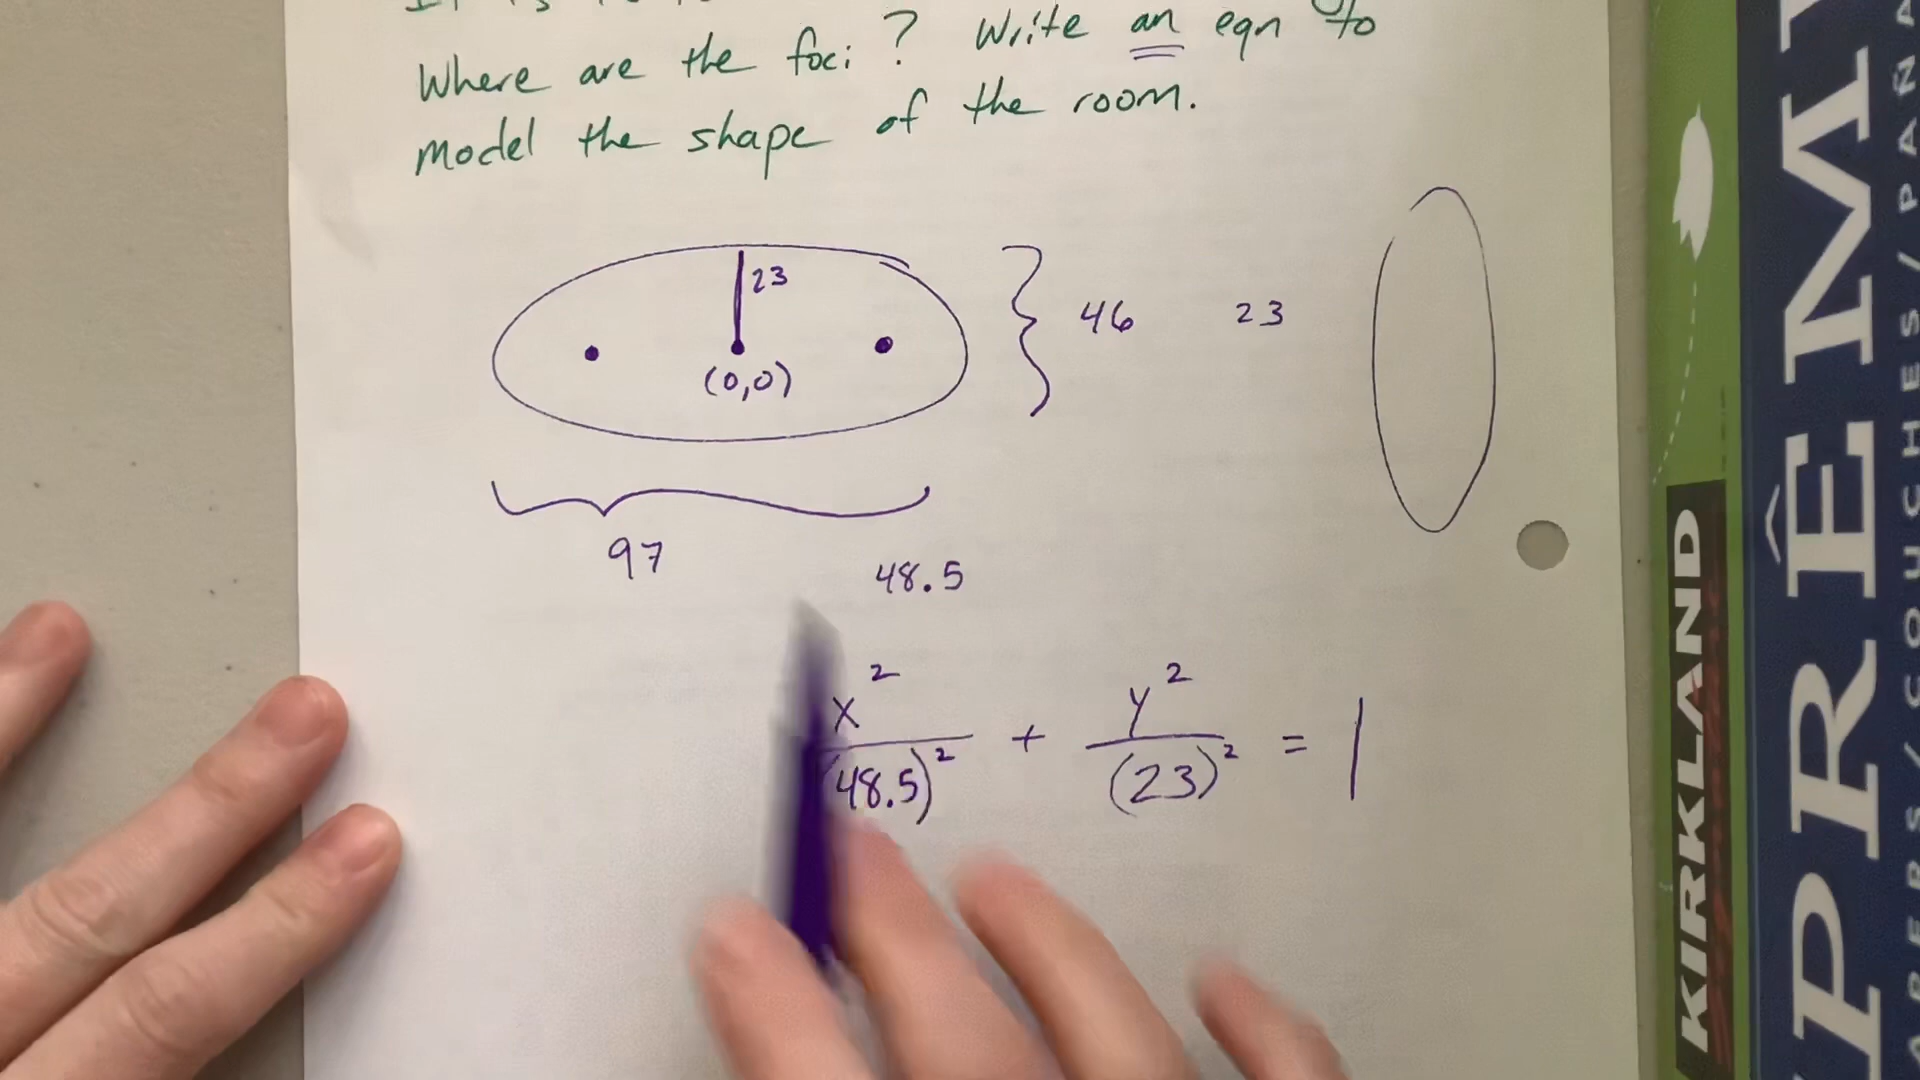 Where are the foci? Write an eqn to
model the shape of the room.
23
46 23
(0,0)
97
48.5
x² + y² = 1
(48.5)² (23)²
KIRKLAND